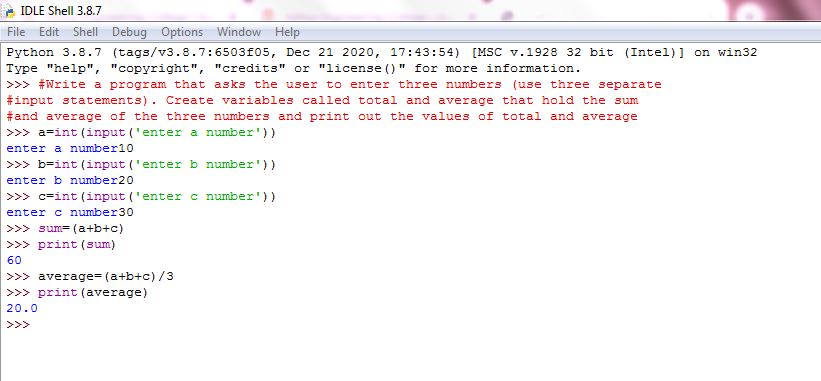 IDLE Shell 3.8.7
File Edit Shell Debug Options Window Help
Python 3.8.7 (tags/v3.8.7:6503f05, Dec 21 2020, 17:43:54) [MSC v.1928 32 bit (Intel)] on win32
Type "help", "copyright", "credits" or "license()" for more information.
>>> #Write a program that asks the user to enter three numbers (use three separate
#input statements). Create variables called total and average that hold the sum
#and average of the three numbers and print out the values of total and average
>>> a=int(input('enter a number'))
enter a number10
>>> b=int(input('enter b number'))
enter b number20
>>> c=int(input('enter c number'))
enter c number30
>>> sum=(a+b+c)
>>> print(sum)
60
>>> average=(a+b+c)/3
>>> print(average)
20.0
>>>